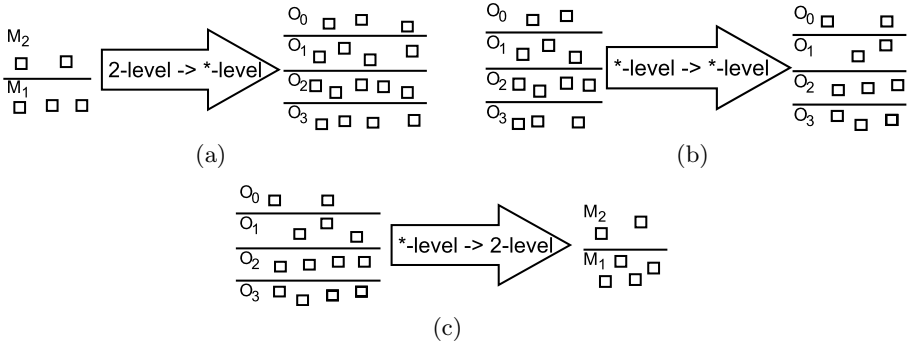 M2
M1
2-level -> *-level
O0
O1
O2
O3
(a)
O0
O1
O2
O3
*-level -> *-level
O0
O1
O2
O3
(b)
O0
O1
O2
O3
*-level -> 2-level
M2
M1
(c)